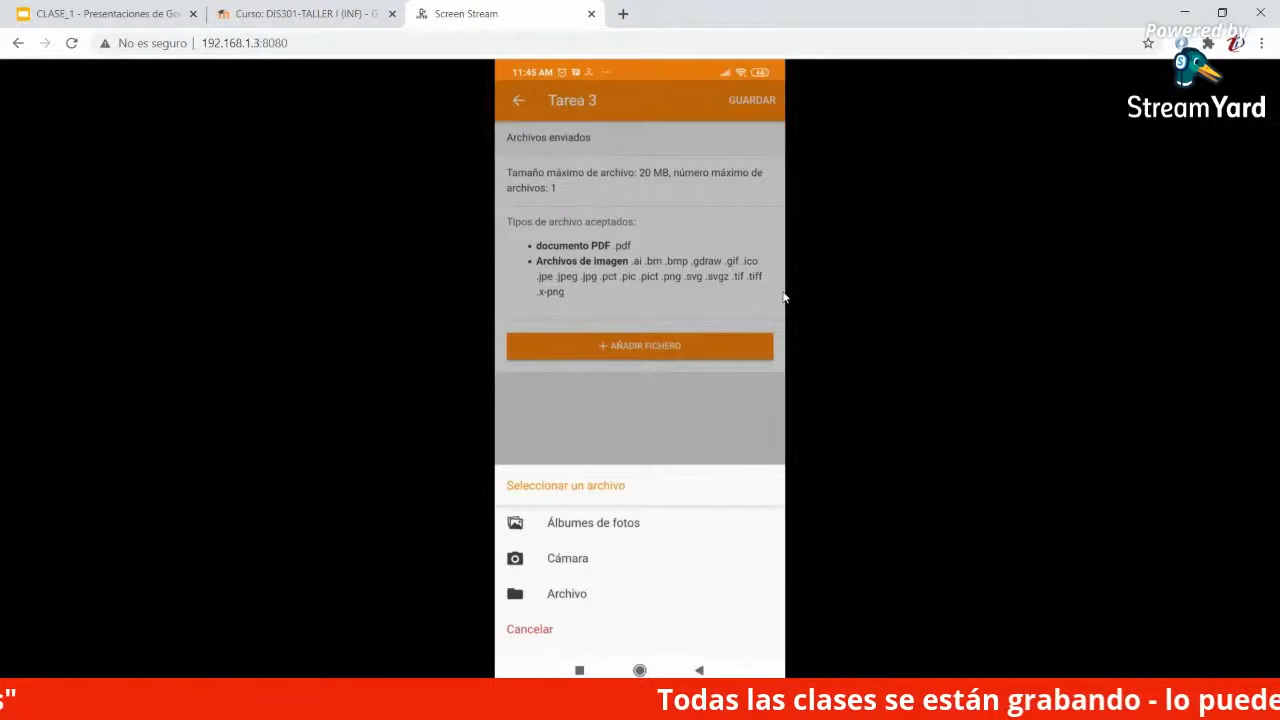 CLASE_1 - Presentaciones de Go
Curso: DIS301-TALLER I (INF) - G
Screen Stream
No es seguro
192.168.1.3:8080
Powered by
StreamYard
11:45 AM
44
Tarea 3
GUARDAR
Archivos enviados
Tamaño máximo de archivo: 20 MB, número máximo de
archivos: 1
Tipos de archivo aceptados:
• documento PDF .pdf
• Archivos de imagen .ai .bm .bmp .gdraw .gif .ico
.jpe .jpeg .jpg .pct .pic .pict .png .svg .svgz .tif .tiff
.x-png
+ AÑADIR FICHERO
Seleccionar un archivo
Álbumes de fotos
Cámara
Archivo
Cancelar
s"
Todas las clases se están grabando - lo puede